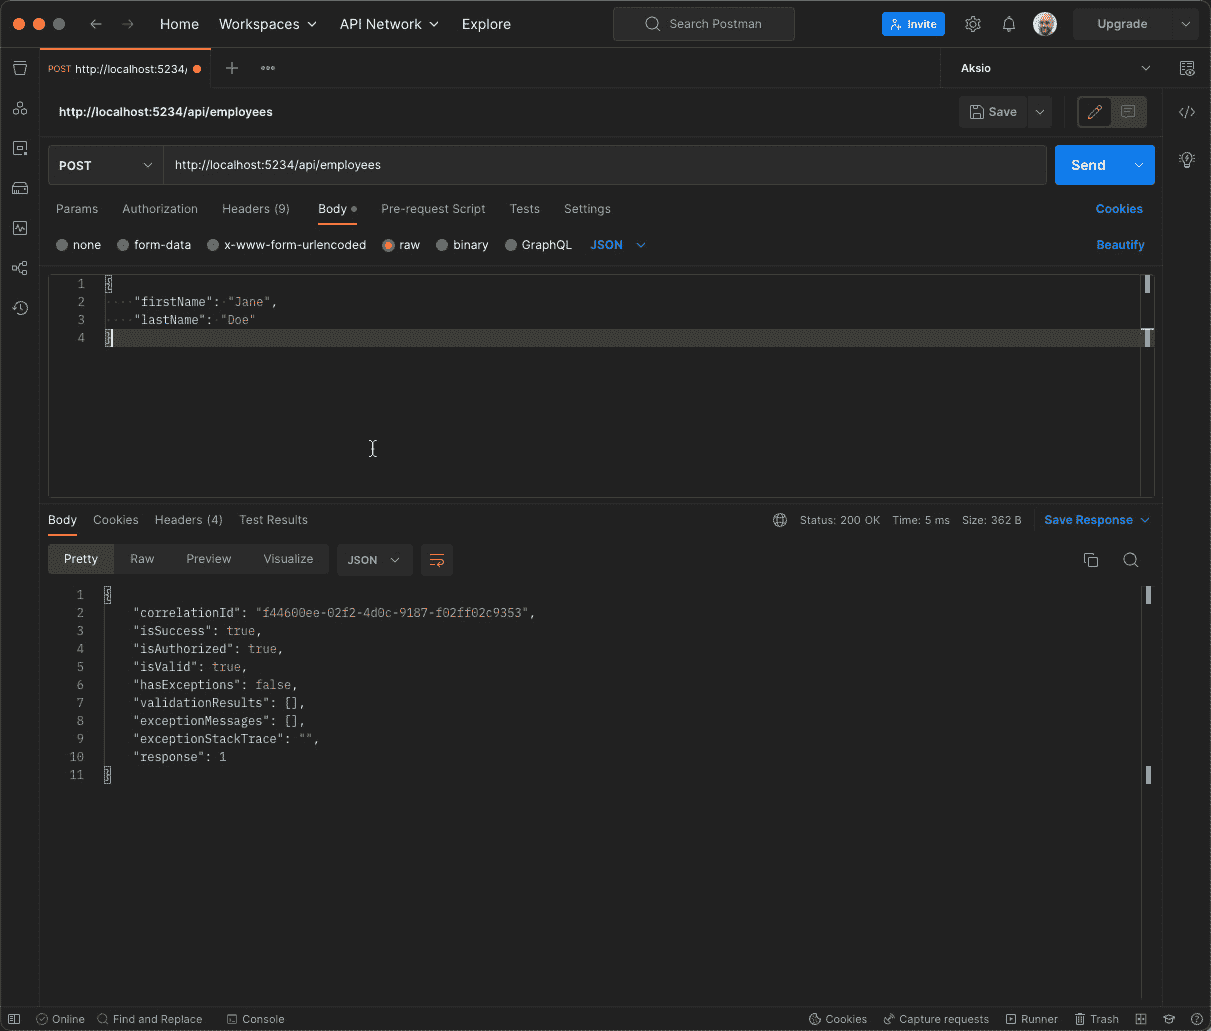 Home Workspaces API Network Explore Search Postman Invite Upgrade
POST http://localhost:5234/ Aksio
http://localhost:5234/api/employees Save
POST http://localhost:5234/api/employees Send
Params Authorization Headers (9) Body Pre-request Script Tests Settings Cookies
none form-data x-www-form-urlencoded raw binary GraphQL JSON Beautify
1 {
2 "firstName": "Jane",
3 "lastName": "Doe"
4 }
Body Cookies Headers (4) Test Results Status: 200 OK Time: 5 ms Size: 362 B Save Response
Pretty Raw Preview Visualize JSON
1 {
2 "correlationId": "f44600ee-02f2-4d0c-9187-f02ff02c9353",
3 "isSuccess": true,
4 "isAuthorized": true,
5 "isValid": true,
6 "hasExceptions": false,
7 "validationResults": [],
8 "exceptionMessages": [],
9 "exceptionStackTrace": "",
10 "response": 1
11 }
Online Find and Replace Console Cookies Capture requests Runner Trash